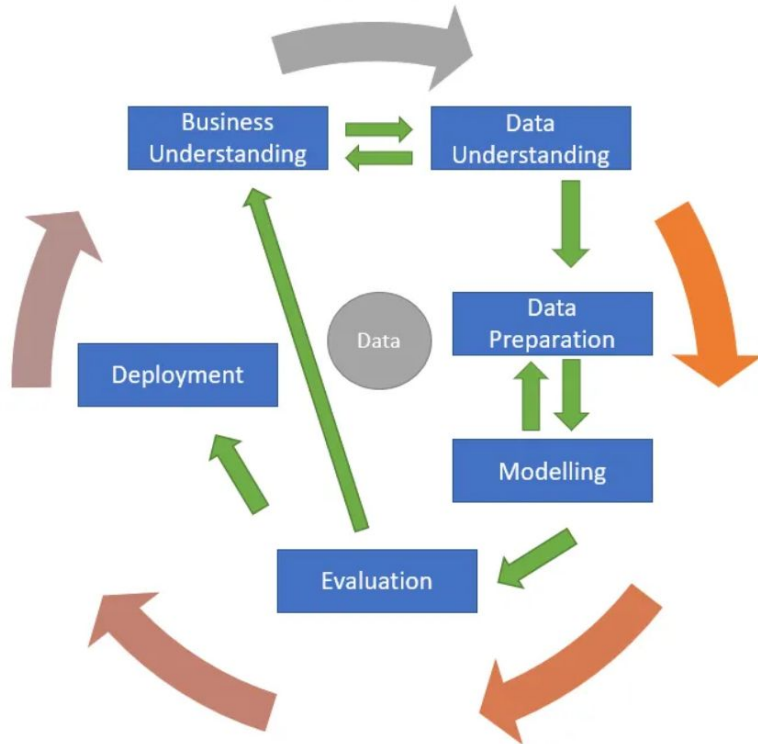 Business
Understanding
Data
Understanding
Data
Preparation
Data
Deployment
Modelling
Evaluation